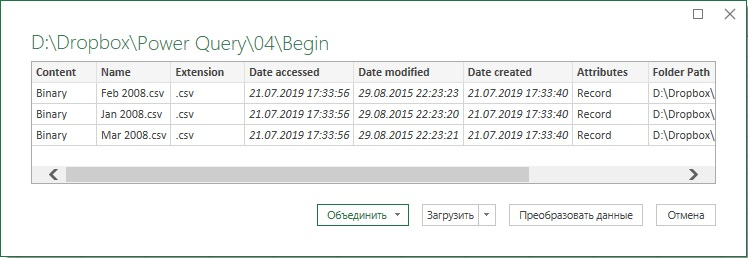 D:\Dropbox\Power Query\04\Begin
Content Name Extension Date accessed Date modified Date created Attributes Folder Path
Binary Feb 2008.csv .csv 21.07.2019 17:33:56 29.08.2015 22:23:23 21.07.2019 17:33:40 Record D:\Dropbox\
Binary Jan 2008.csv .csv 21.07.2019 17:33:56 29.08.2015 22:23:20 21.07.2019 17:33:40 Record D:\Dropbox\
Binary Mar 2008.csv .csv 21.07.2019 17:33:56 29.08.2015 22:23:21 21.07.2019 17:33:40 Record D:\Dropbox\
Объединить Загрузить Преобразовать данные Отмена